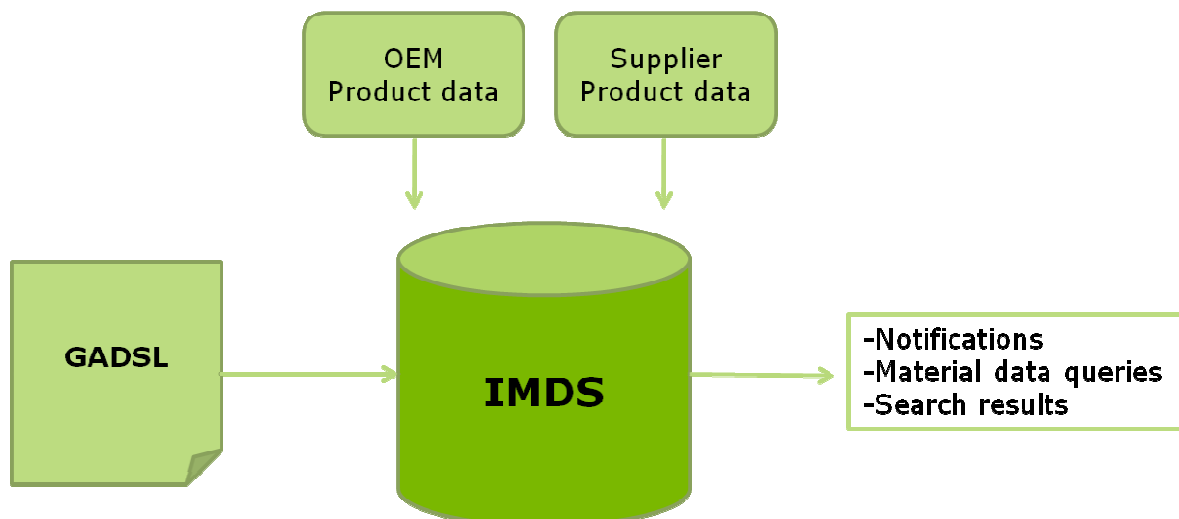 OEM
Product data
Supplier
Product data
GADSL
IMDS
-Notifications
-Material data queries
-Search results